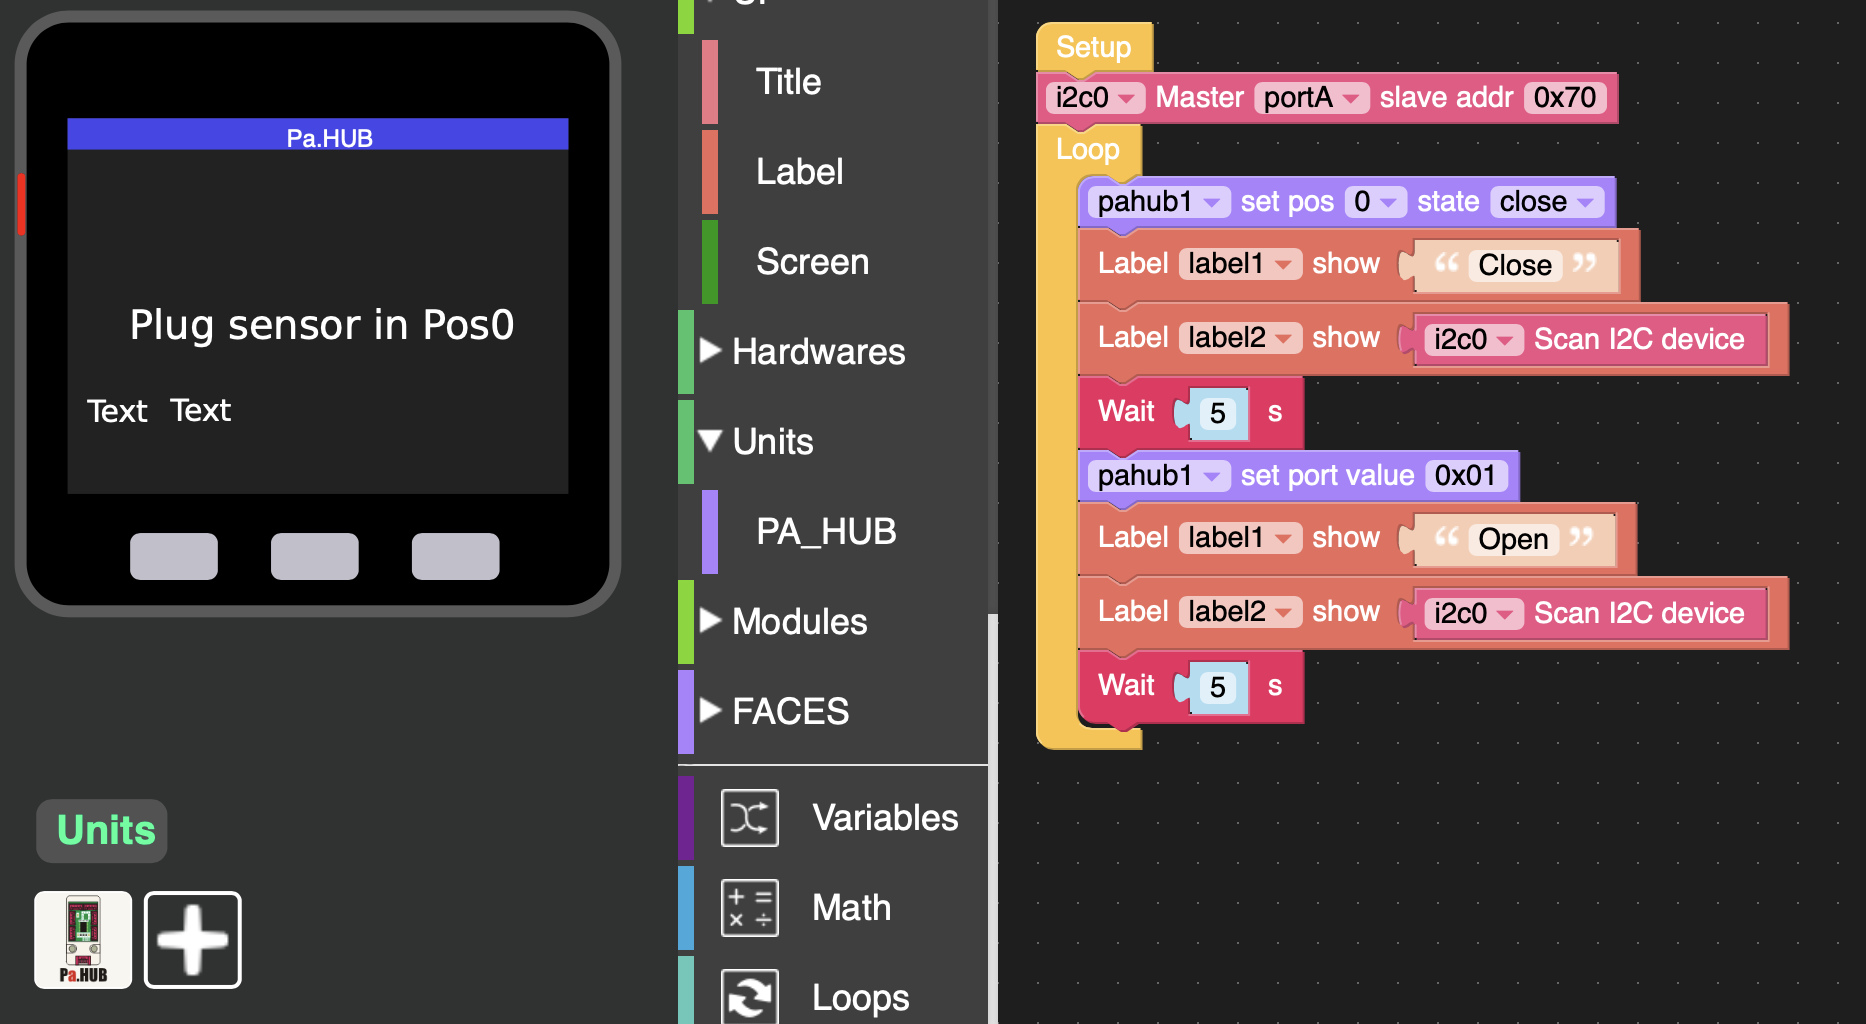 Pa.HUB
Plug sensor in Pos0
Text Text
Units
Pa.HUB
Title
Label
Screen
Hardwares
Units
PA_HUB
Modules
FACES
Variables
Math
Loops
Setup
i2c0 Master portA slave addr 0x70
Loop
pahub1 set pos 0 state close
Label label1 show “ Close ”
Label label2 show i2c0 Scan I2C device
Wait 5 s
pahub1 set port value 0x01
Label label1 show “ Open ”
Label label2 show i2c0 Scan I2C device
Wait 5 s